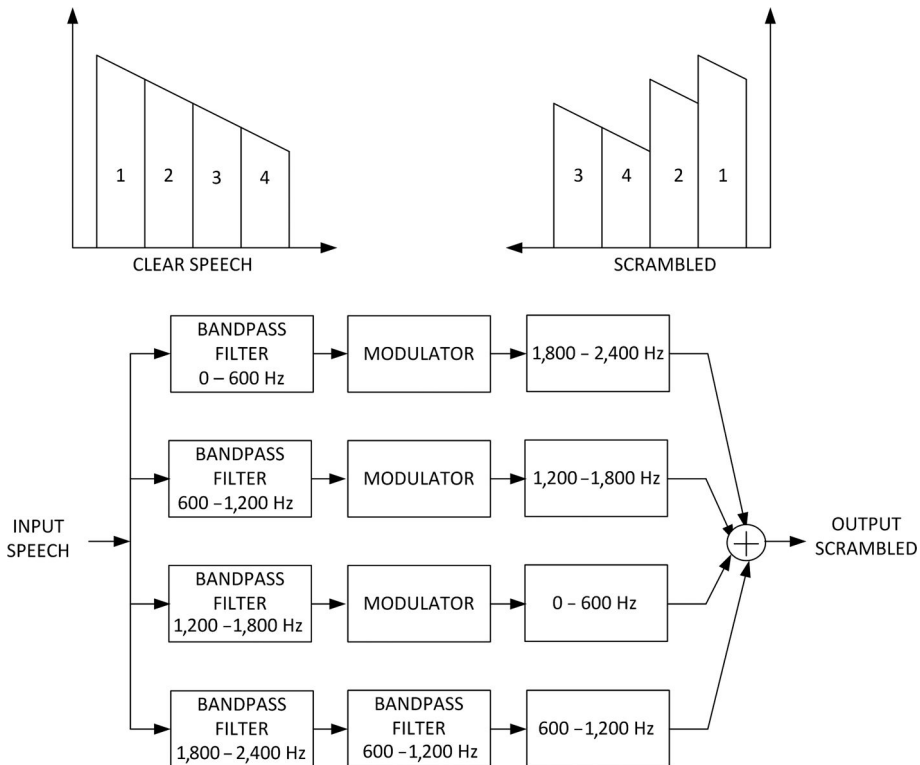 1 2 3 4
CLEAR SPEECH
3 4 2 1
SCRAMBLED
INPUT
SPEECH
BANDPASS
FILTER
0 – 600 Hz
MODULATOR
1,800 – 2,400 Hz
BANDPASS
FILTER
600 –1,200 Hz
MODULATOR
1,200 –1,800 Hz
BANDPASS
FILTER
1,200 –1,800 Hz
MODULATOR
0 – 600 Hz
BANDPASS
FILTER
1,800 – 2,400 Hz
BANDPASS
FILTER
600 –1,200 Hz
600 –1,200 Hz
OUTPUT
SCRAMBLED